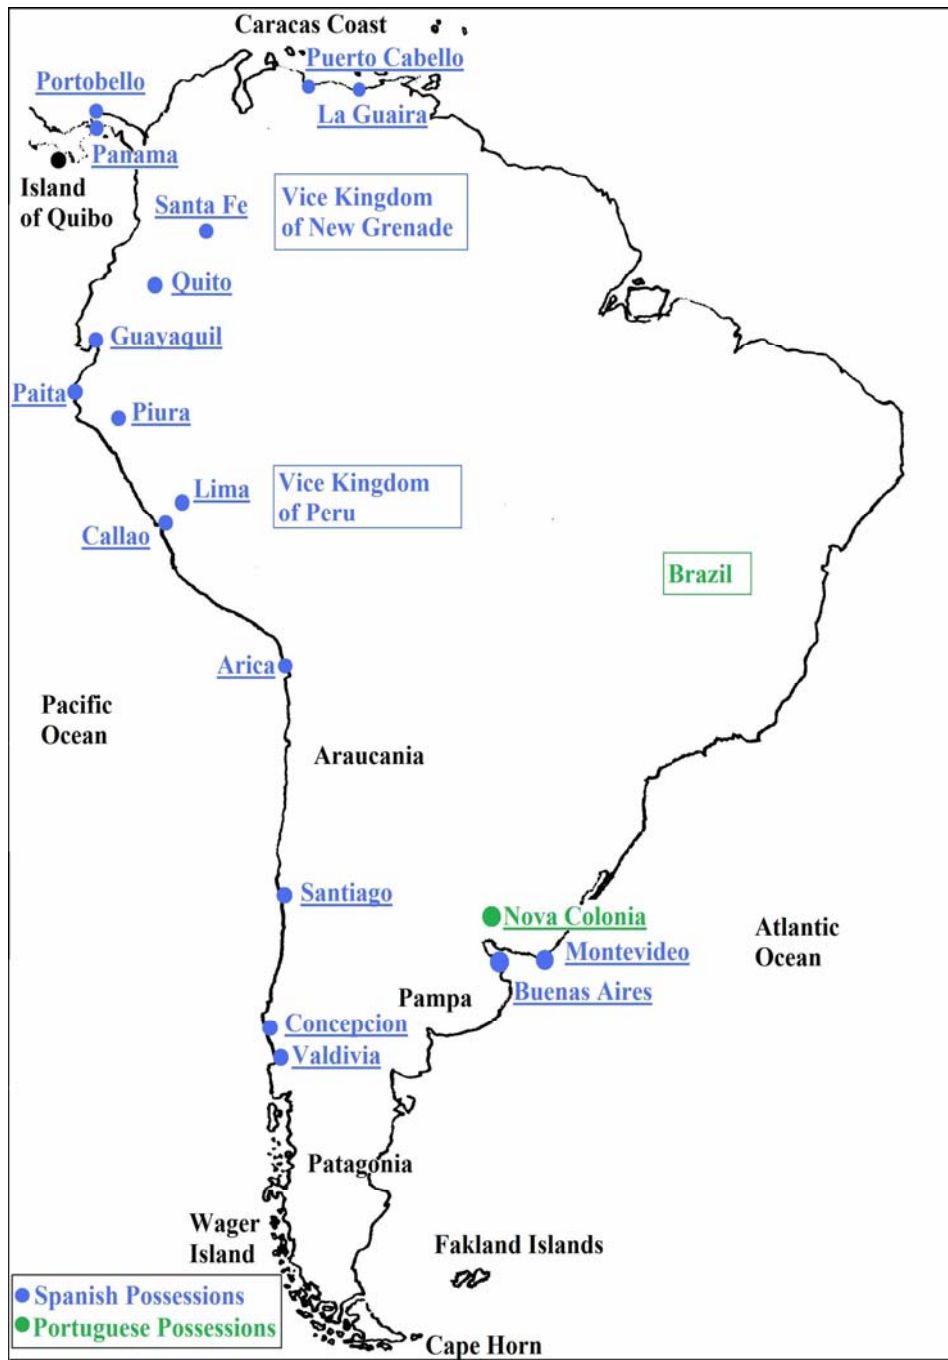 Caracas Coast
Puerto Cabello
Portobello
La Guaira
Panama
Island
of Quibo
Santa Fe
Vice Kingdom
of New Grenade
Quito
Guayaquil
Paita
Piura
Lima
Vice Kingdom
of Peru
Callao
Brazil
Arica
Pacific
Ocean
Araucania
Santiago
Nova Colonia
Atlantic
Ocean
Montevideo
Buenas Aires
Pampa
Concepcion
Valdivia
Patagonia
Wager
Island
Fakland Islands
Spanish Possessions
Portuguese Possessions
Cape Horn